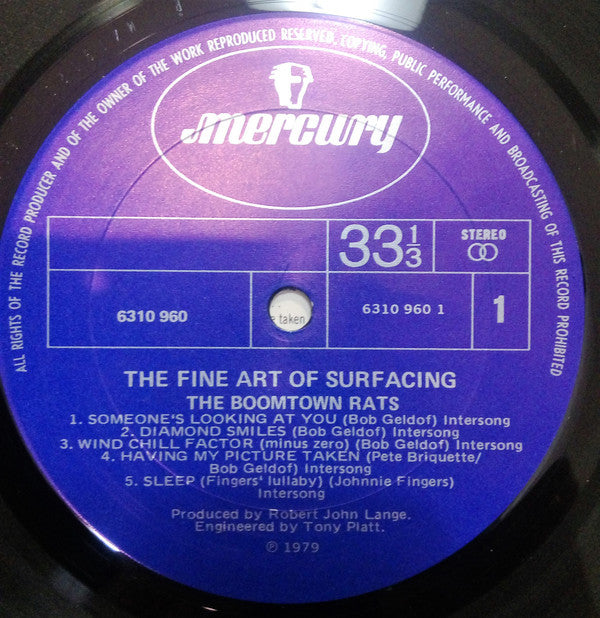 ALL RIGHTS OF THE RECORD PRODUCER AND OF THE OWNER OF THE WORK REPRODUCED RESERVED, COPYING, PUBLIC PERFORMANCE AND BROADCASTING OF THIS RECORD PROHIBITED
mercury
33 1/3
STEREO
6310 960
e taken
6310 960 1
1
THE FINE ART OF SURFACING
THE BOOMTOWN RATS
1. SOMEONE'S LOOKING AT YOU (Bob Geldof) Intersong
2. DIAMOND SMILES (Bob Geldof) Intersong
3. WIND CHILL FACTOR (minus zero) (Bob Geldof) Intersong
4. HAVING MY PICTURE TAKEN (Pete Briquette/
Bob Geldof) Intersong
5. SLEEP (Fingers' lullaby) (Johnnie Fingers)
Intersong
Produced by Robert John Lange.
Engineered by Tony Platt.
℗ 1979